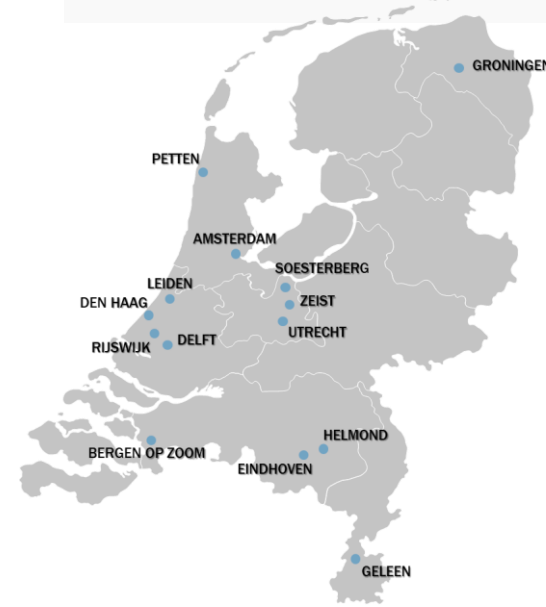 GRONINGEN
PETTEN
AMSTERDAM
SOESTERBERG
LEIDEN
ZEIST
DEN HAAG
UTRECHT
DELFT
RIJSWIJK
HELMOND
BERGEN OP ZOOM
EINDHOVEN
GELEEN